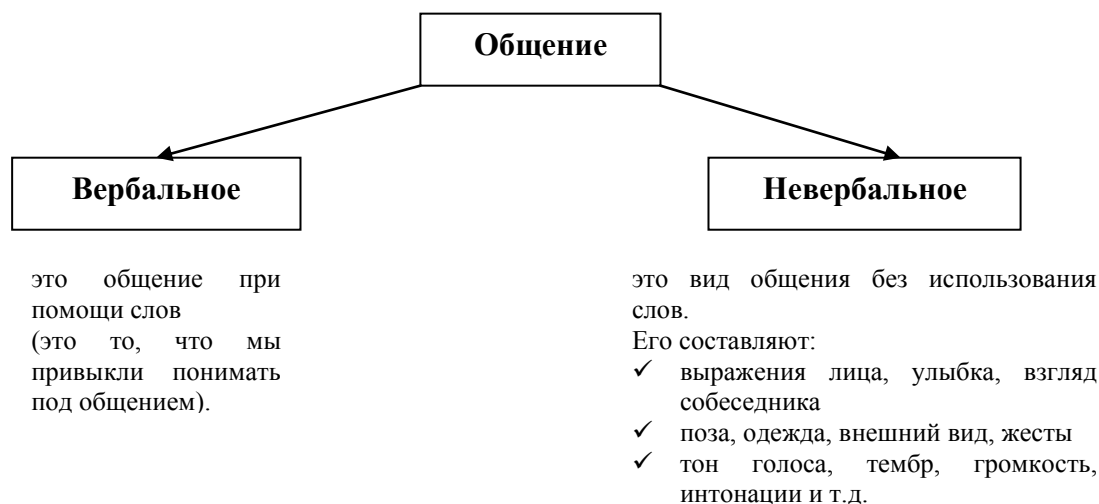 Общение
Вербальное
Невербальное
это общение при
помощи слов
(это то, что мы
привыкли понимать
под общением).
это вид общения без использования
слов.
Его составляют:
✓ выражения лица, улыбка, взгляд
собеседника
✓ поза, одежда, внешний вид, жесты
✓ тон голоса, тембр, громкость,
интонации и т.д.